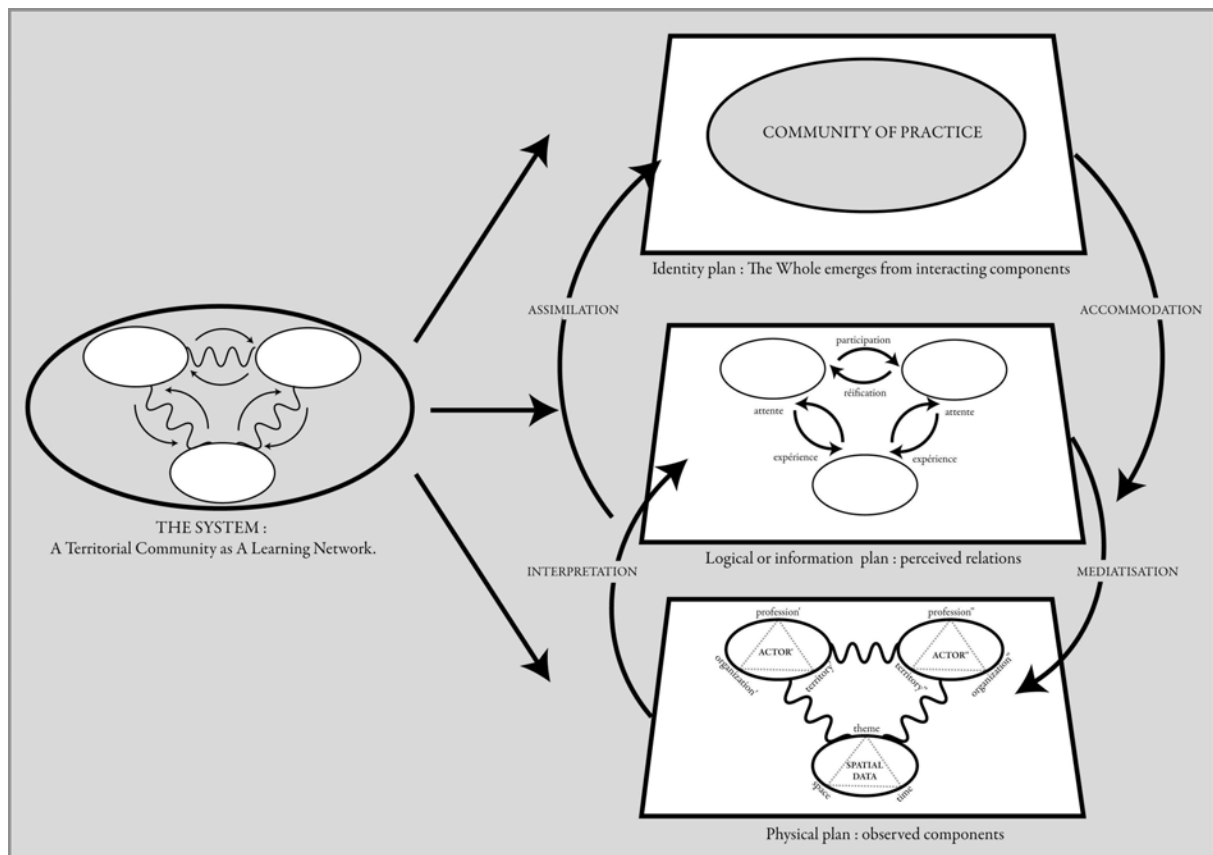 COMMUNITY OF PRACTICE
Identity plan : The Whole emerges from interacting components
ASSIMILATION
ACCOMMODATION
participation
réification
attente
attente
expérience
expérience
THE SYSTEM :
A Territorial Community as A Learning Network.
Logical or information plan : perceived relations
INTERPRETATION
MEDIATISATION
profession'
profession"
ACTOR'
ACTOR"
organization'
territory'
territory"
organization"
theme
SPATIAL
DATA
space
time
Physical plan : observed components